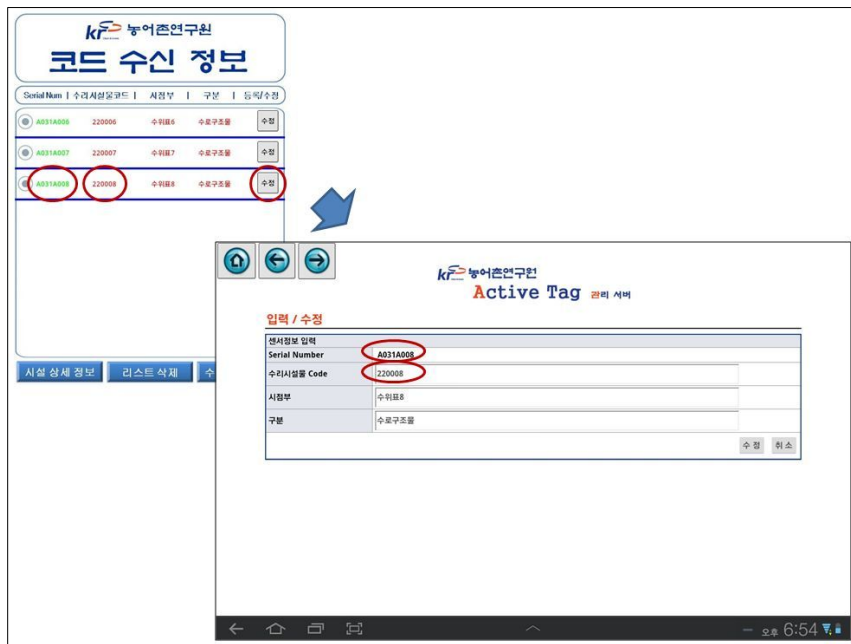 kr 농어촌연구원
코드 수신 정보
Serial Num | 수리시설물코드 | 시점부 | 구분 | 등록/수정
A031A006 220006 수위표6 수로구조물 수정
A031A007 220007 수위표7 수로구조물 수정
A031A008 220008 수위표8 수로구조물 수정
시설 상세 정보 리스트 삭제 수
kr 농어촌연구원
Active Tag 관리 서버
입력 / 수정
센서정보 입력
Serial Number A031A008
수리시설물 Code 220008
시점부 수위표8
구분 수로구조물
수 정 취 소
오후 6:54